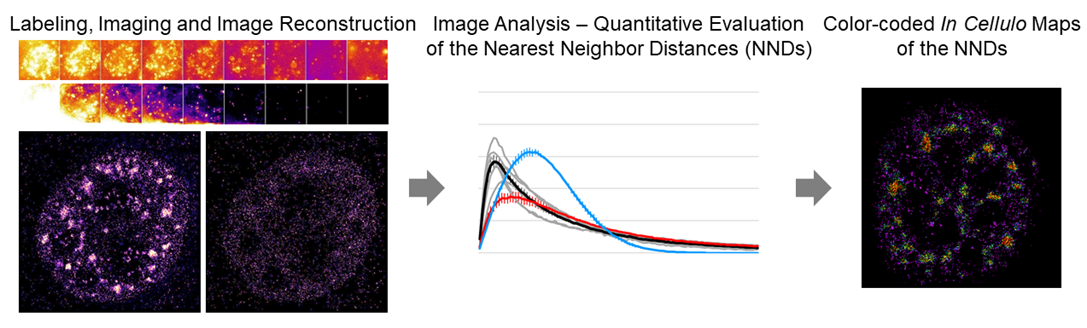 Labeling, Imaging and Image Reconstruction
Image Analysis – Quantitative Evaluation
of the Nearest Neighbor Distances (NNDs)
Color-coded In Cellulo Maps
of the NNDs